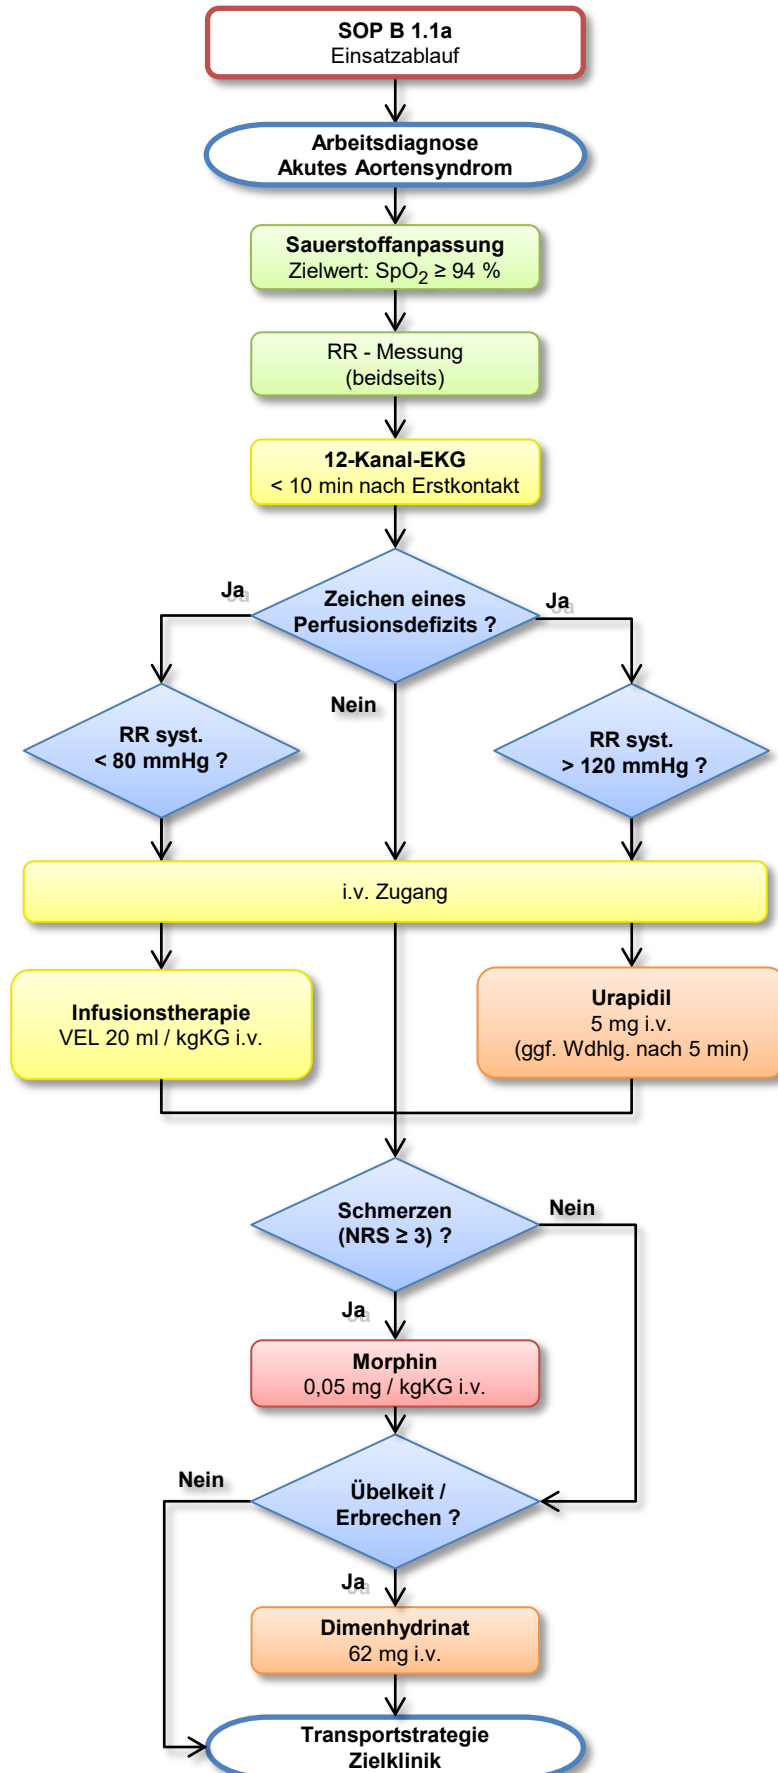 SOP B 1.1a
Einsatzablauf
Arbeitsdiagnose
Akutes Aortensyndrom
Sauerstoffanpassung
Zielwert: SpO₂ ≥ 94 %
RR - Messung
(beidseits)
12-Kanal-EKG
< 10 min nach Erstkontakt
Zeichen eines
Perfusionsdefizits ?
Ja
Ja
Nein
RR syst.
< 80 mmHg ?
RR syst.
> 120 mmHg ?
i.v. Zugang
Infusionstherapie
VEL 20 ml / kgKG i.v.
Urapidil
5 mg i.v.
(ggf. Wdhlg. nach 5 min)
Schmerzen
(NRS ≥ 3) ?
Nein
Ja
Morphin
0,05 mg / kgKG i.v.
Nein
Übelkeit /
Erbrechen ?
Ja
Dimenhydrinat
62 mg i.v.
Transportstrategie
Zielklinik